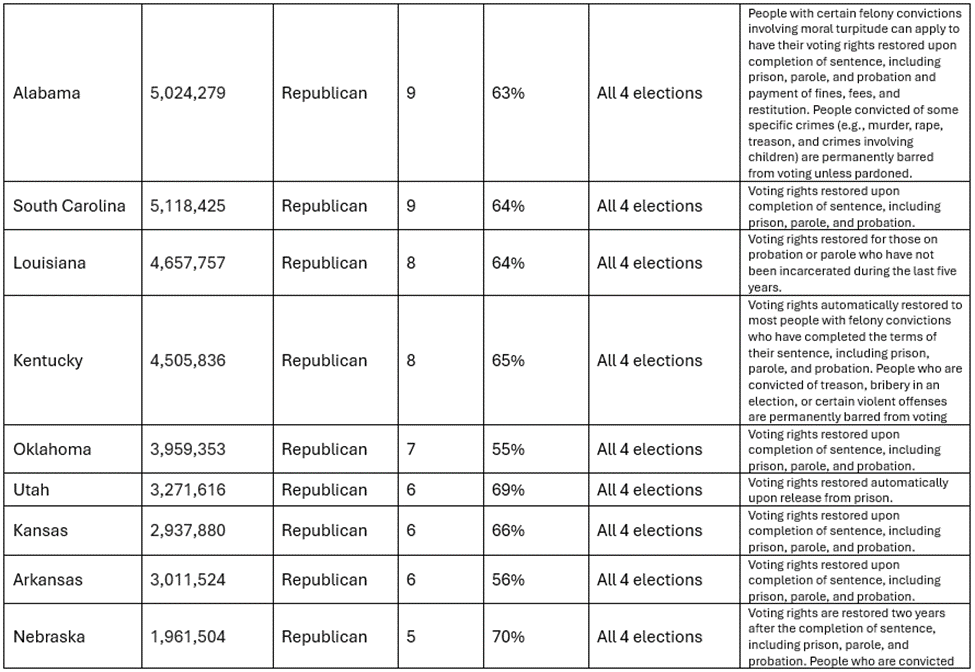 Alabama 5,024,279 Republican 9 63% All 4 elections
People with certain felony convictions
involving moral turpitude can apply to
have their voting rights restored upon
completion of sentence, including
prison, parole, and probation and
payment of fines, fees, and
restitution. People convicted of some
specific crimes (e.g., murder, rape,
treason, and crimes involving
children) are permanently barred
from voting unless pardoned.
South Carolina 5,118,425 Republican 9 64% All 4 elections
Voting rights restored upon
completion of sentence, including
prison, parole, and probation.
Louisiana 4,657,757 Republican 8 64% All 4 elections
Voting rights restored for those on
probation or parole who have not
been incarcerated during the last five
years.
Kentucky 4,505,836 Republican 8 65% All 4 elections
Voting rights automatically restored to
most people with felony convictions
who have completed the terms of
their sentence, including prison,
parole, and probation. People who are
convicted of treason, bribery in an
election, or certain violent offenses
are permanently barred from voting
Oklahoma 3,959,353 Republican 7 55% All 4 elections
Voting rights restored upon
completion of sentence, including
prison, parole, and probation.
Utah 3,271,616 Republican 6 69% All 4 elections
Voting rights restored automatically
upon release from prison.
Kansas 2,937,880 Republican 6 66% All 4 elections
Voting rights restored upon
completion of sentence, including
prison, parole, and probation.
Arkansas 3,011,524 Republican 6 56% All 4 elections
Voting rights restored upon
completion of sentence, including
prison, parole, and probation.
Nebraska 1,961,504 Republican 5 70% All 4 elections
Voting rights are restored two years
after the completion of sentence,
including prison, parole, and
probation. People who are convicted